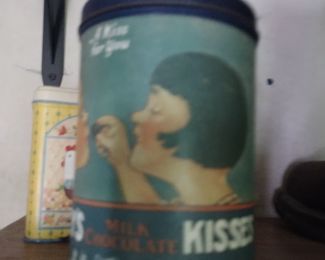 A Kiss
for You
S MILK KISSES
CHOCOLATE